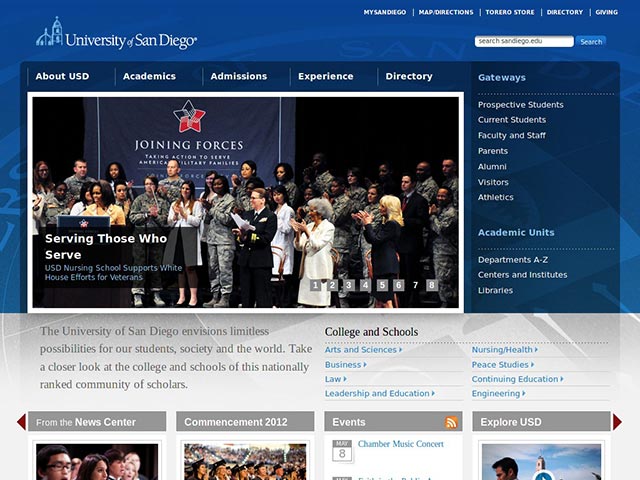 MYSANDIEGO | MAP/DIRECTIONS | TORERO STORE | DIRECTORY | GIVING
University of San Diego®
search sandiego.edu Search
About USD Academics Admissions Experience Directory
Gateways
Prospective Students
Current Students
Faculty and Staff
Parents
Alumni
Visitors
Athletics
Academic Units
Departments A-Z
Centers and Institutes
Libraries
JOINING FORCES
TAKING ACTION TO SERVE
AMERICA'S MILITARY FAMILIES
JOINING FORCES
Serving Those Who
Serve
USD Nursing School Supports White
House Efforts for Veterans
1 2 3 4 5 6 7 8
The University of San Diego envisions limitless
possibilities for our students, society and the world. Take
a closer look at the college and schools of this nationally
ranked community of scholars.
College and Schools
Arts and Sciences
Business
Law
Leadership and Education
Nursing/Health
Peace Studies
Continuing Education
Engineering
From the News Center
Commencement 2012
Events
Explore USD
MAY
8
Chamber Music Concert
MAY